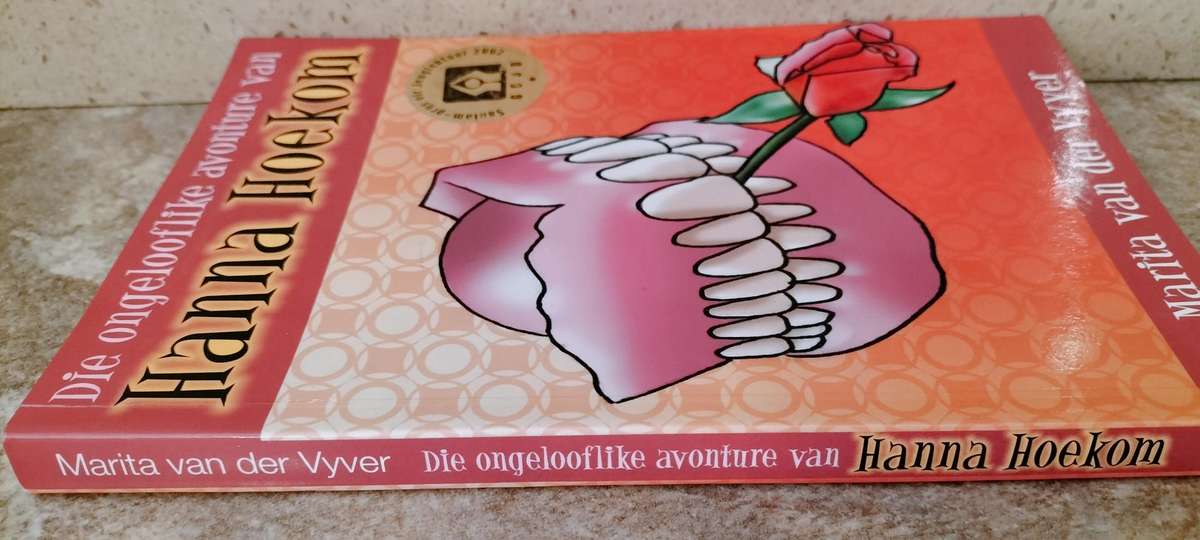 Die ongelooflike avonture van
Hanna Hoekom
Goud
Marita van der Vyver
Marita van der Vyver Die ongelooflike avonture van Hanna Hoekom